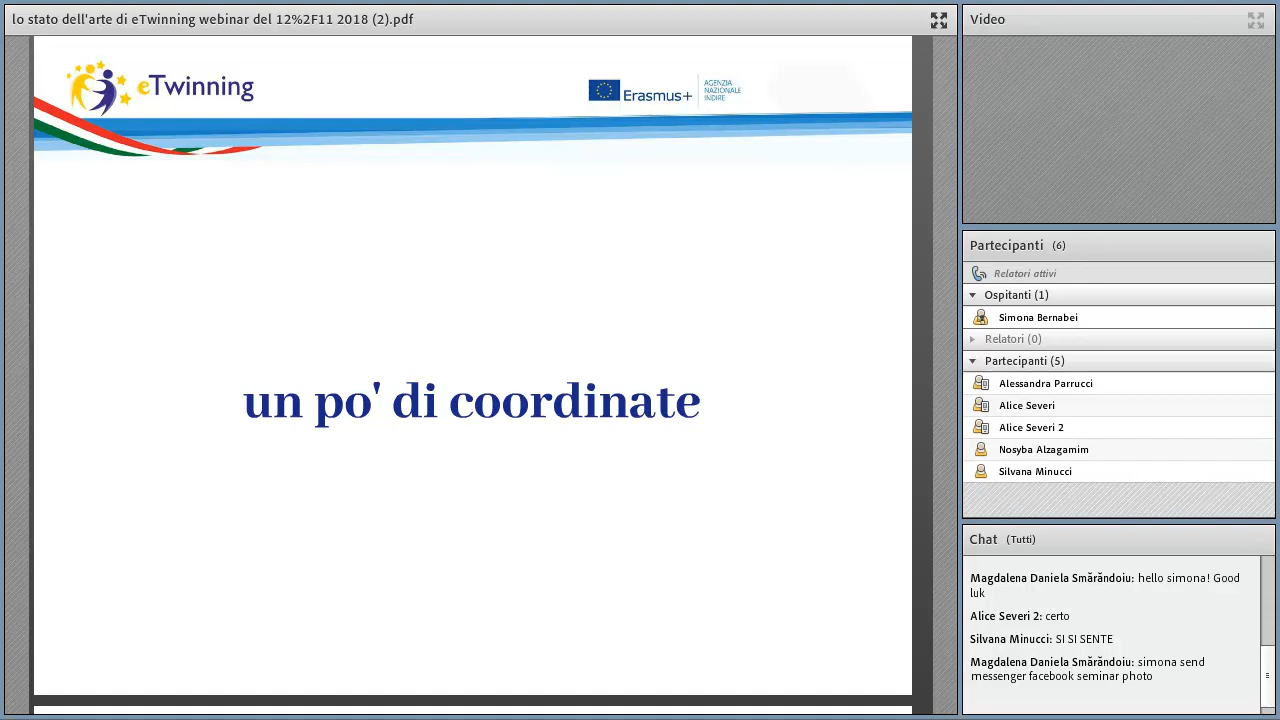 lo stato dell'arte di eTwinning webinar del 12%2F11 2018 (2).pdf
eTwinning
Erasmus+
AGENZIA
NAZIONALE
INDIRE
un po' di coordinate
Video
Partecipanti (6)
Relatori attivi
Ospitanti (1)
Simona Bernabei
Relatori (0)
Partecipanti (5)
Alessandra Parrucci
Alice Severi
Alice Severi 2
Nosyba Alzagamim
Silvana Minucci
Chat (Tutti)
Magdalena Daniela Smărăndoiu: hello simona! Good
luk
Alice Severi 2: certo
Silvana Minucci: SI SI SENTE
Magdalena Daniela Smărăndoiu: simona send
messenger facebook seminar photo